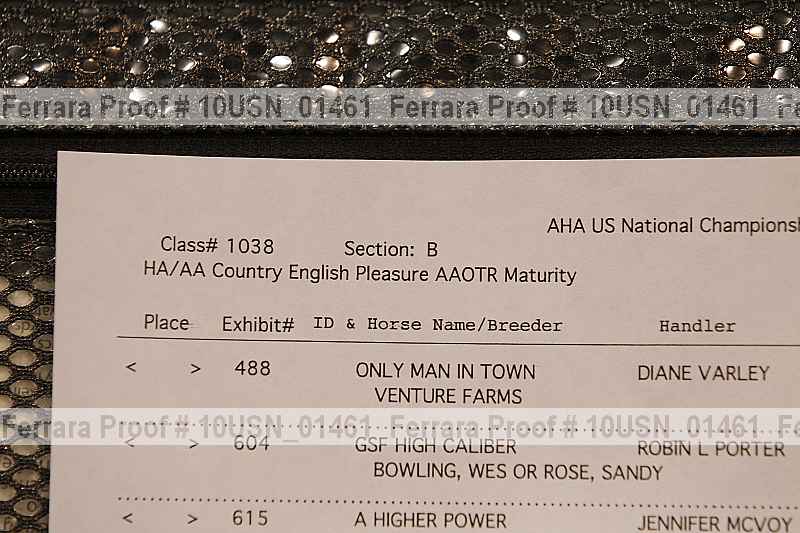 Ferrara Proof # 10USN_01461 Ferrara Proof # 10USN_01461
AHA US National
Class# 1038 Section: B
HA/AA Country English Pleasure AAOTR Maturity
Place Exhibit# ID & Horse Name/Breeder Handler
< > 488 ONLY MAN IN TOWN DIANE VARLEY
VENTURE FARMS
Ferrara Proof # 10USN_01461 Ferrara Proof # 10USN_01461
< > 604 GSF HIGH CALIBER ROBIN L PORTER
BOWLING, WES OR ROSE, SANDY
< > 615 A HIGHER POWER JENNIFER MCVOY